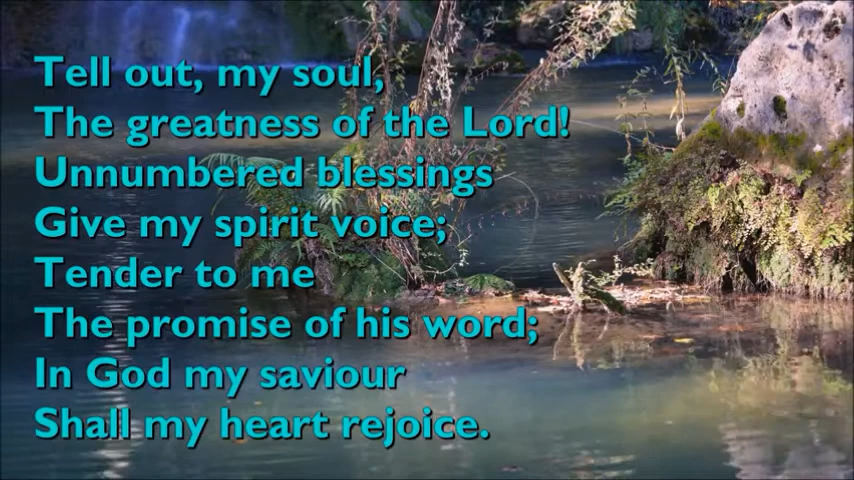 Tell out, my soul,
The greatness of the Lord!
Unnumbered blessings
Give my spirit voice;
Tender to me
The promise of his word;
In God my saviour
Shall my heart rejoice.